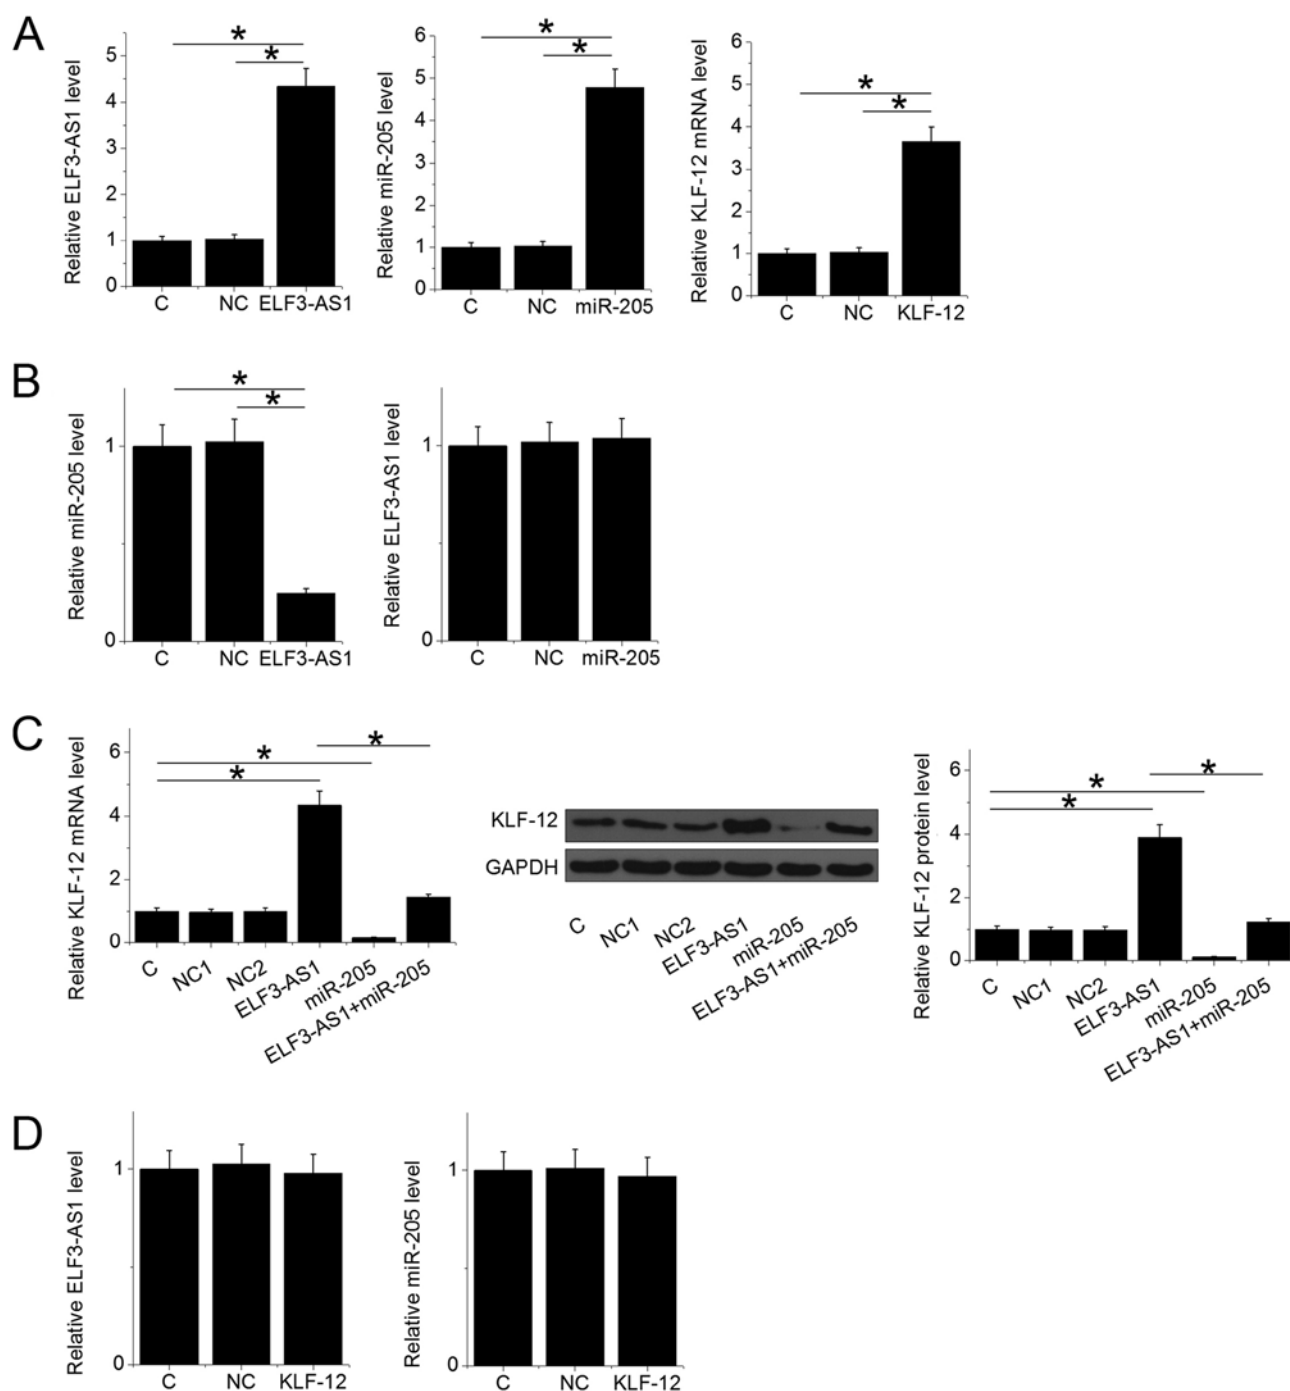 A
Relative ELF3-AS1 level
5
4
3
2
1
0
* 
*
C NC ELF3-AS1
Relative miR-205 level
6
5
4
3
2
1
0
*
*
C NC miR-205
Relative KLF-12 mRNA level
6
5
4
3
2
1
0
*
*
C NC KLF-12
B
Relative miR-205 level
1
0
*
*
C NC ELF3-AS1
Relative ELF3-AS1 level
1
0
C NC miR-205
C
Relative KLF-12 mRNA level
6
4
2
0
*
*
*
C NC1 NC2 ELF3-AS1 miR-205 ELF3-AS1+miR-205
KLF-12
GAPDH
C NC1 NC2 ELF3-AS1 miR-205 ELF3-AS1+miR-205
Relative KLF-12 protein level
6
4
2
0
*
*
*
C NC1 NC2 ELF3-AS1 miR-205 ELF3-AS1+miR-205
D
Relative ELF3-AS1 level
1
0
C NC KLF-12
Relative miR-205 level
1
0
C NC KLF-12